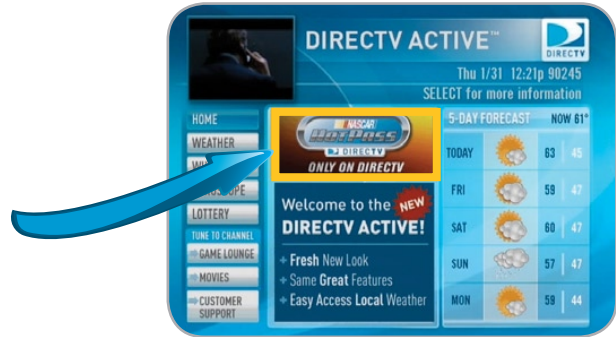 DIRECTV ACTIVE™
DIRECTV
Thu 1/31 12:21p 90245
SELECT for more information
HOME
WEATHER
LOTTERY
TUNE TO CHANNEL
GAME LOUNGE
MOVIES
CUSTOMER
SUPPORT
NASCAR
HotPass
DIRECTV
ONLY ON DIRECTV
Welcome to the NEW
DIRECTV ACTIVE!
+ Fresh New Look
+ Same Great Features
+ Easy Access Local Weather
5-DAY FORECAST NOW 61°
TODAY 63 45
FRI 59 47
SAT 60 47
SUN 57 47
MON 59 44